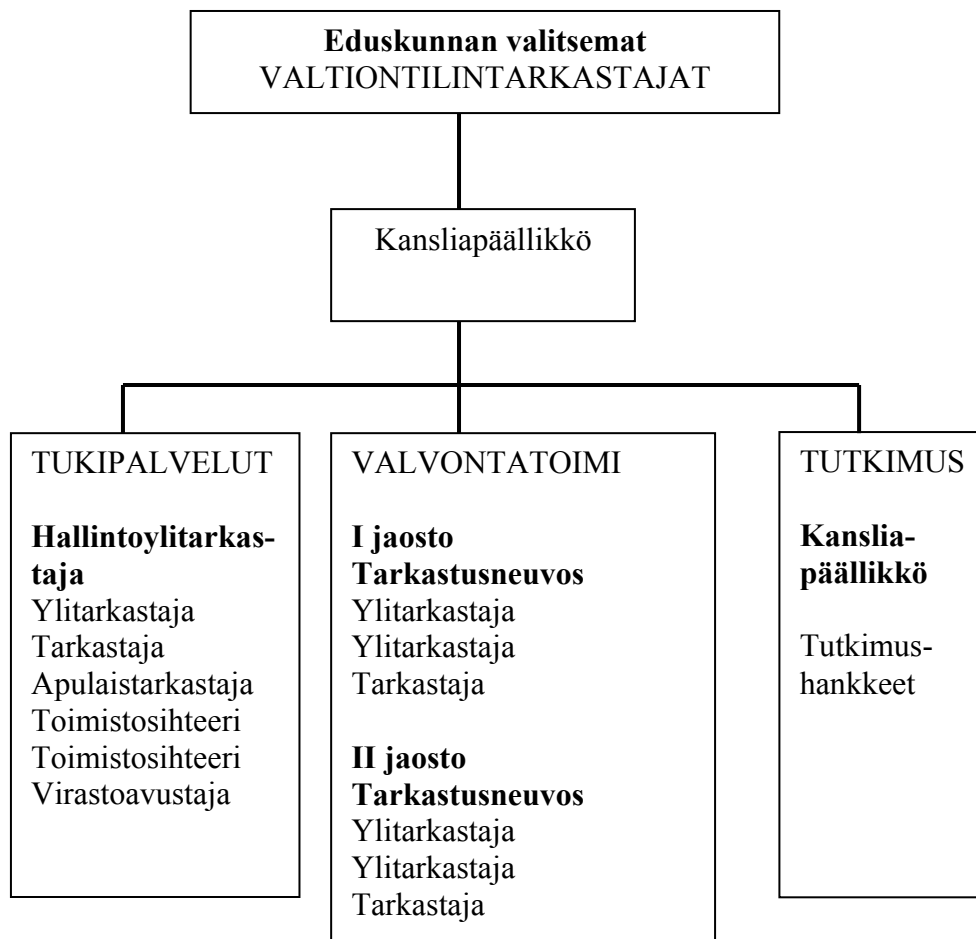 Eduskunnan valitsemat
VALTIONTILINTARKASTAJAT
Kansliapäällikkö
TUKIPALVELUT
Hallintoylitarkas-
taja
Ylitarkastaja
Tarkastaja
Apulaistarkastaja
Toimistosihteeri
Toimistosihteeri
Virastoavustaja
VALVONTATOIMI
I jaosto
Tarkastusneuvos
Ylitarkastaja
Ylitarkastaja
Tarkastaja
II jaosto
Tarkastusneuvos
Ylitarkastaja
Ylitarkastaja
Tarkastaja
TUTKIMUS
Kanslia-
päällikkö
Tutkimus-
hankkeet